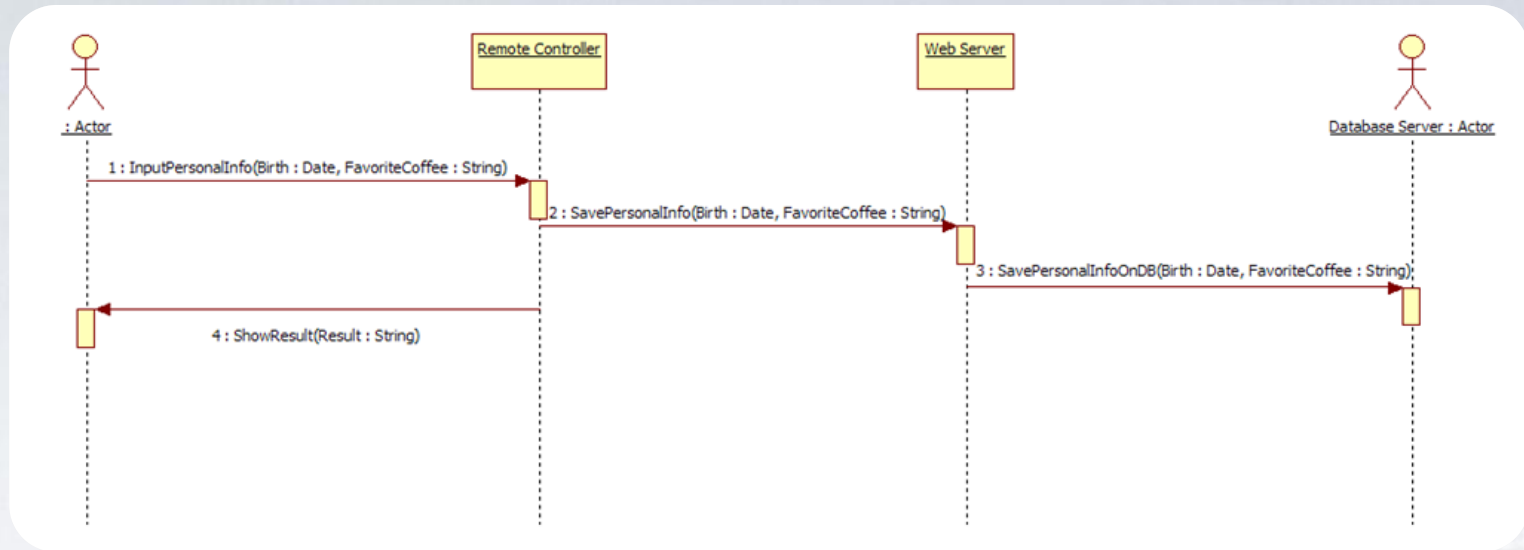 Remote Controller
Web Server
: Actor
Database Server : Actor
1 : InputPersonalInfo(Birth : Date, FavoriteCoffee : String)
2 : SavePersonalInfo(Birth : Date, FavoriteCoffee : String)
3 : SavePersonalInfoOnDB(Birth : Date, FavoriteCoffee : String)
4 : ShowResult(Result : String)